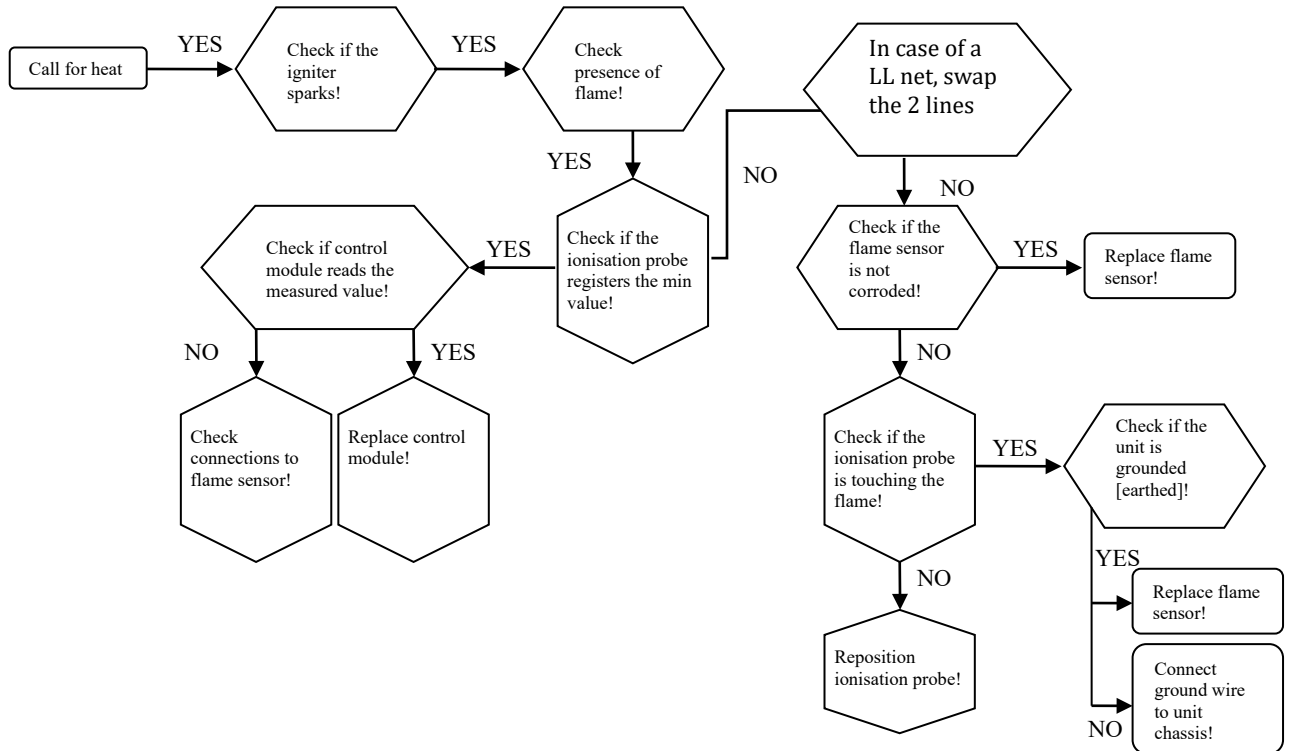 YES
Call for heat
Check if the
igniter
sparks!
YES
Check
presence of
flame!
In case of a
LL net, swap
the 2 lines
YES
NO
NO
Check if control
module reads the
measured value!
YES
Check if the
ionisation probe
registers the min
value!
Check if the
flame sensor
is not
corroded!
YES
Replace flame
sensor!
NO
YES
NO
Check
connections to
flame sensor!
Replace control
module!
Check if the
ionisation probe
is touching the
flame!
YES
Check if the
unit is
grounded
[earthed]!
NO
YES
Replace flame
sensor!
Reposition
ionisation probe!
NO
Connect
ground wire
to unit
chassis!